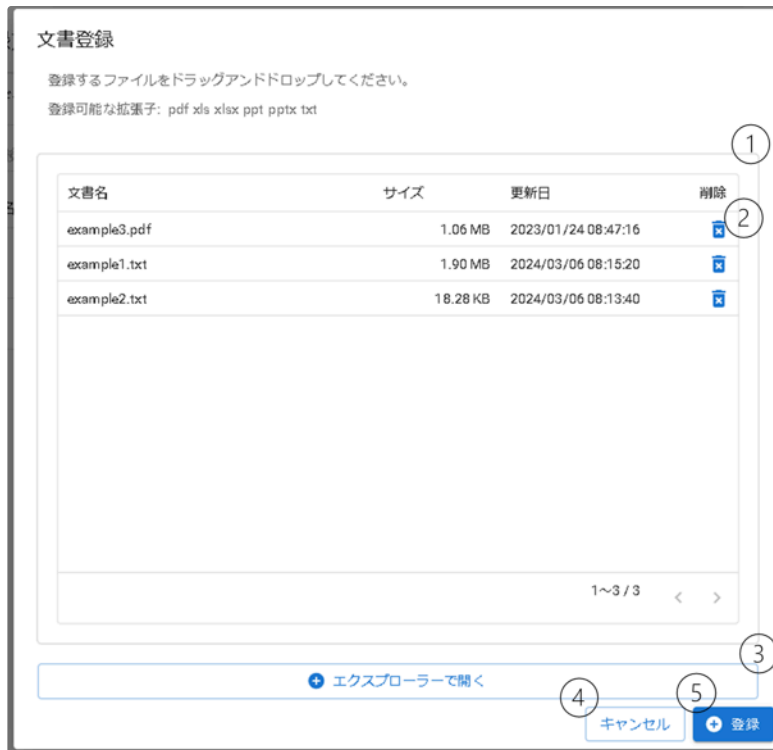 文書登録
登録するファイルをドラッグアンドドロップしてください。
登録可能な拡張子: pdf xls xlsx ppt pptx txt
①
文書名 サイズ 更新日 削除
②
example3.pdf 1.06 MB 2023/01/24 08:47:16
example1.txt 1.90 MB 2024/03/06 08:15:20
example2.txt 18.28 KB 2024/03/06 08:13:40
1～3 / 3
③
エクスプローラーで開く
④ ⑤
キャンセル 登録